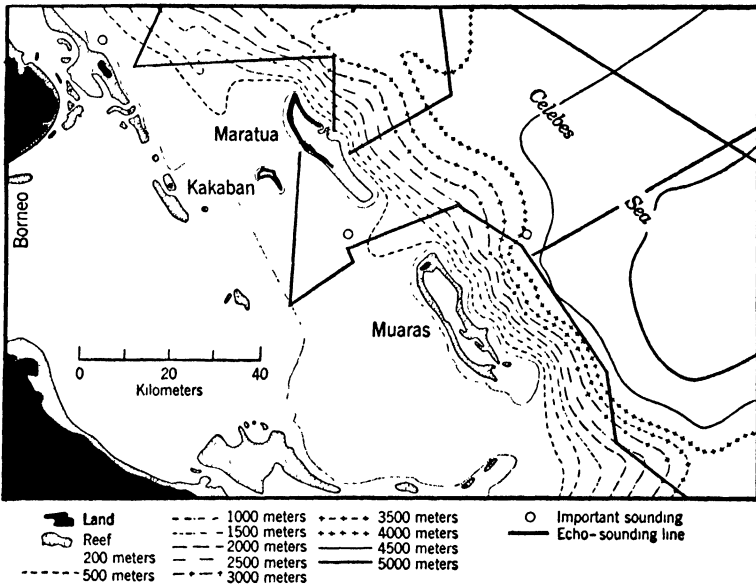 Celebes
Sea
Maratua
Kakaban
Borneo
Muaras
0 20 40
Kilometers
Land
Reef
200 meters
500 meters
1000 meters
1500 meters
2000 meters
2500 meters
3000 meters
3500 meters
4000 meters
4500 meters
5000 meters
Important sounding
Echo-sounding line